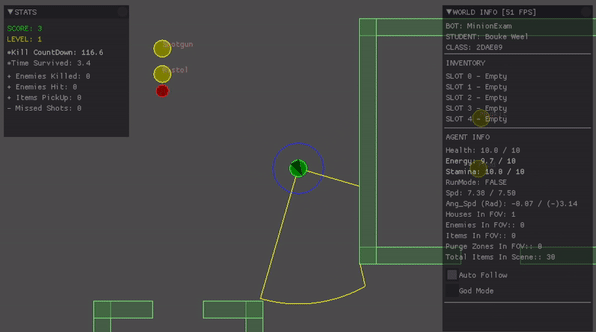 ▼STATS
SCORE: 3
LEVEL: 1
*Kill CountDown: 116.6
*Time Survived: 3.4
+ Enemies Killed: 0
+ Enemies Hit: 0
+ Items PickUp: 0
- Missed Shots: 0
Shotgun
Pistol
▼WORLD INFO [51 FPS]
BOT: MinionExam
STUDENT: Bouke Weel
CLASS: 2DAE09
INVENTORY
SLOT 0 - Empty
SLOT 1 - Empty
SLOT 2 - Empty
SLOT 3 - Empty
SLOT 4 - Empty
AGENT INFO
Health: 10.0 / 10
Energy: 9.7 / 10
Stamina: 10.0 / 10
RunMode: FALSE
Spd: 7.38 / 7.50
Ang_Spd (Rad): -0.07 / (-)3.14
Houses In FOV: 1
Enemies In FOV:: 0
Items In FOV:: 0
Purge Zones In FOV:: 0
Total Items In Scene:: 30
Auto Follow
God Mode